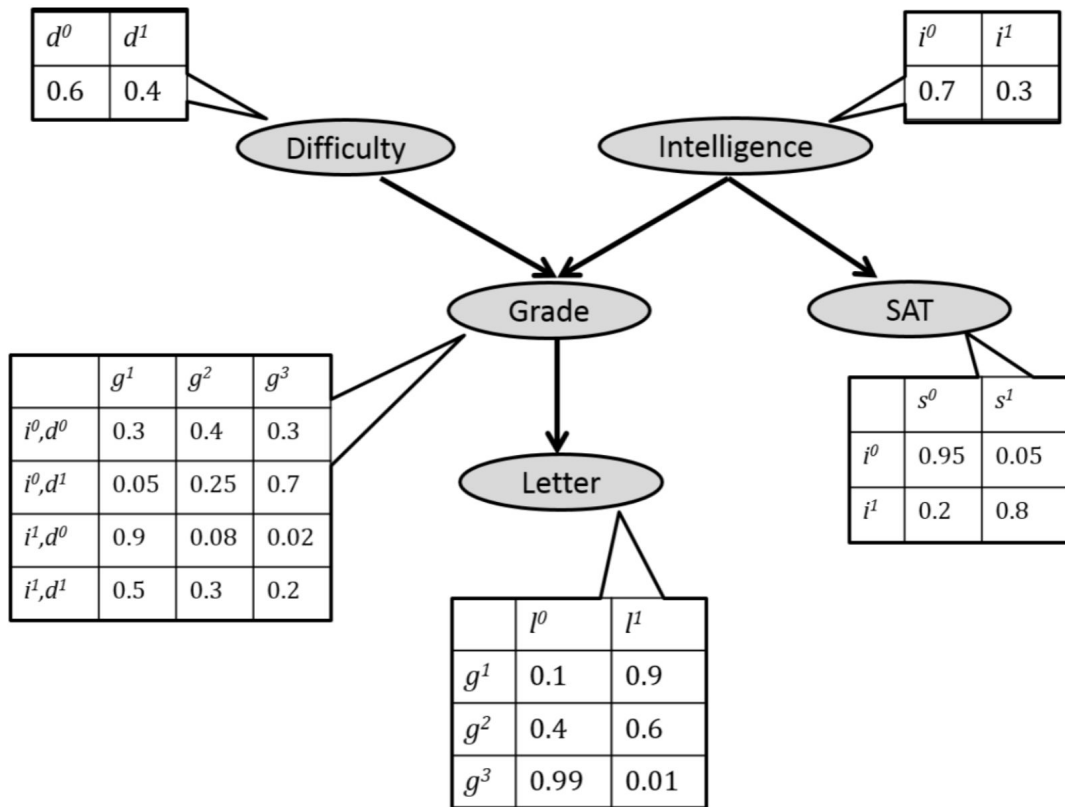 d⁰ d¹
0.6 0.4
i⁰ i¹
0.7 0.3
Difficulty
Intelligence
Grade
SAT
g¹ g² g³
i⁰,d⁰ 0.3 0.4 0.3
i⁰,d¹ 0.05 0.25 0.7
i¹,d⁰ 0.9 0.08 0.02
i¹,d¹ 0.5 0.3 0.2
s⁰ s¹
i⁰ 0.95 0.05
i¹ 0.2 0.8
Letter
l⁰ l¹
g¹ 0.1 0.9
g² 0.4 0.6
g³ 0.99 0.01